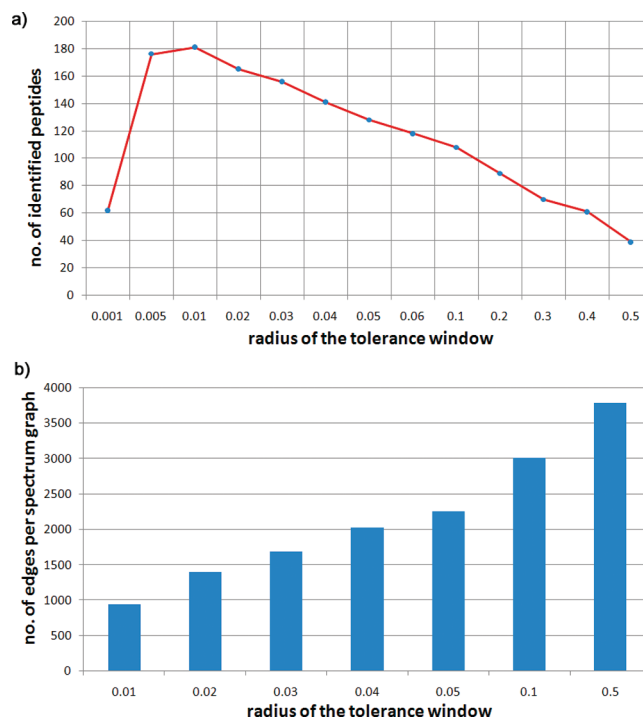 a)
200
180
160
140
120
100
80
60
40
20
0
no. of identified peptides
0.001 0.005 0.01 0.02 0.03 0.04 0.05 0.06 0.1 0.2 0.3 0.4 0.5
radius of the tolerance window
b)
4000
3500
3000
2500
2000
1500
1000
500
0
no. of edges per spectrum graph
0.01 0.02 0.03 0.04 0.05 0.1 0.5
radius of the tolerance window